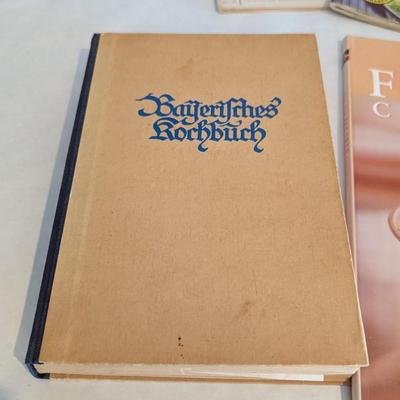 Bayerisches
Kochbuch
F
C